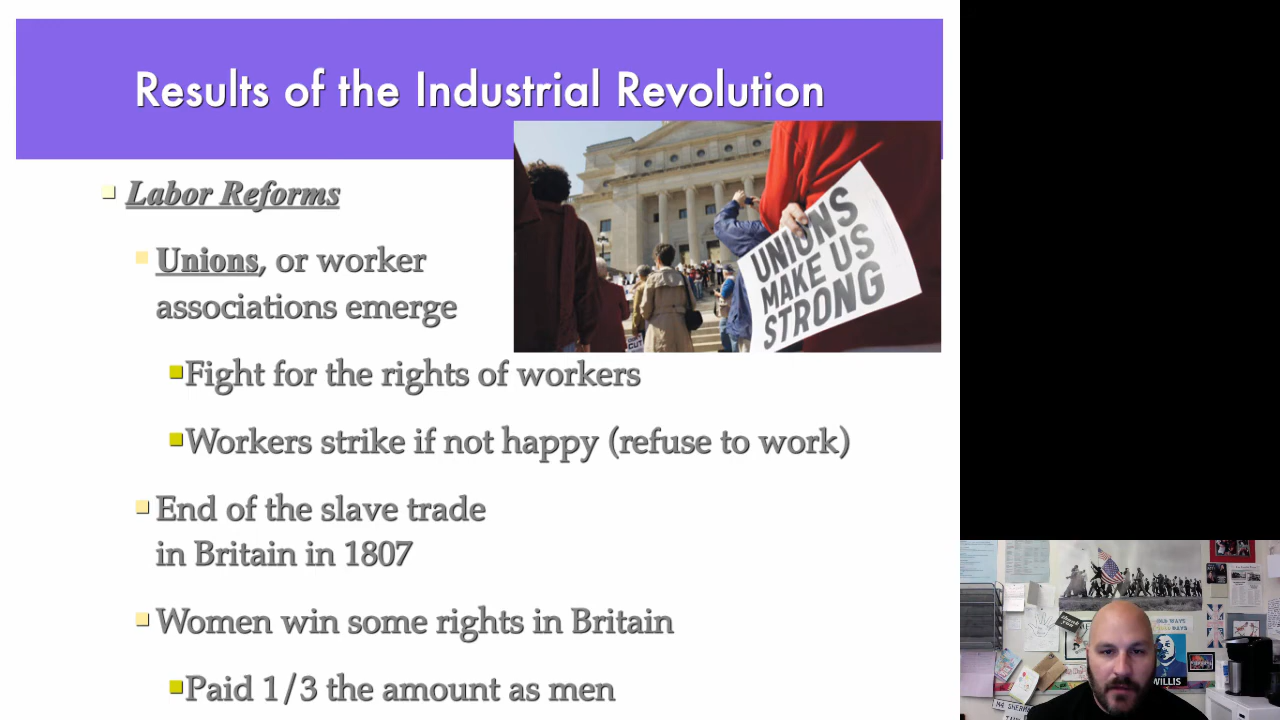 Results of the Industrial Revolution
Labor Reforms
Unions, or worker
associations emerge
UNIONS
MAKE US
STRONG
Fight for the rights of workers
Workers strike if not happy (refuse to work)
End of the slave trade
in Britain in 1807
Women win some rights in Britain
Paid 1/3 the amount as men
OLD WAYS
WILLIS